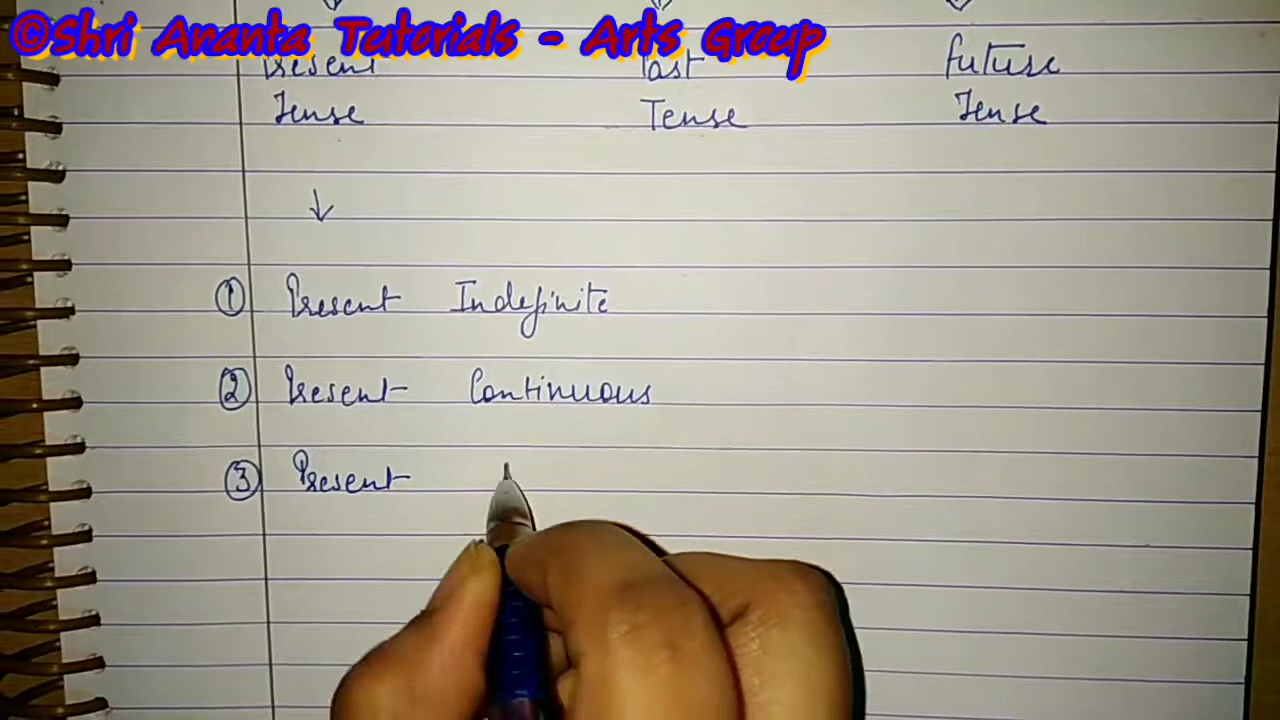 ©Shri Ananta Tutorials - Arts Group
Present Past Future
Tense Tense Tense
① Present Indefinite
② Present Continuous
③ Present